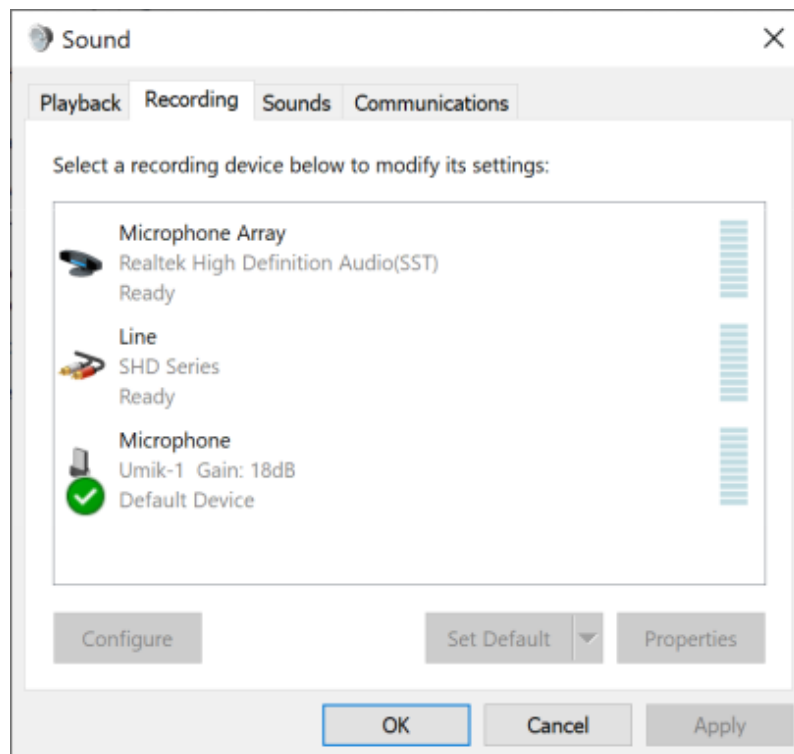 Sound
Playback Recording Sounds Communications
Select a recording device below to modify its settings:
Microphone Array
Realtek High Definition Audio(SST)
Ready
Line
SHD Series
Ready
Microphone
Umik-1 Gain: 18dB
Default Device
Configure Set Default Properties
OK Cancel Apply